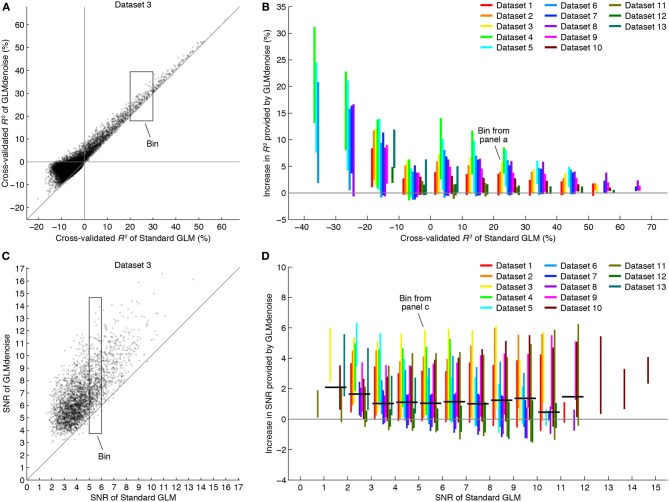 A
Dataset 3
60
50
40
30
20
10
0
−10
−20
Cross-validated R² of GLMdenoise (%)
Bin
−20 −10 0 10 20 30 40 50 60
Cross-validated R² of Standard GLM (%)
B
Dataset 1
Dataset 2
Dataset 3
Dataset 4
Dataset 5
Dataset 6
Dataset 7
Dataset 8
Dataset 9
Dataset 10
Dataset 11
Dataset 12
Dataset 13
35
30
25
20
15
10
5
0
−5
Increase in R² provided by GLMdenoise (%)
Bin from
panel a
−40 −30 −20 −10 0 10 20 30 40 50 60 70
Cross-validated R² of Standard GLM (%)
C
Dataset 3
17
16
15
14
13
12
11
10
9
8
7
6
5
4
3
2
1
0
SNR of GLMdenoise
Bin
0 1 2 3 4 5 6 7 8 9 10 11 12 13 14 15 16 17
SNR of Standard GLM
D
Dataset 1
Dataset 2
Dataset 3
Dataset 4
Dataset 5
Dataset 6
Dataset 7
Dataset 8
Dataset 9
Dataset 10
Dataset 11
Dataset 12
Dataset 13
10
8
6
4
2
0
−2
−4
Increase in SNR provided by GLMdenoise
Bin from
panel c
0 1 2 3 4 5 6 7 8 9 10 11 12 13 14 15
SNR of Standard GLM